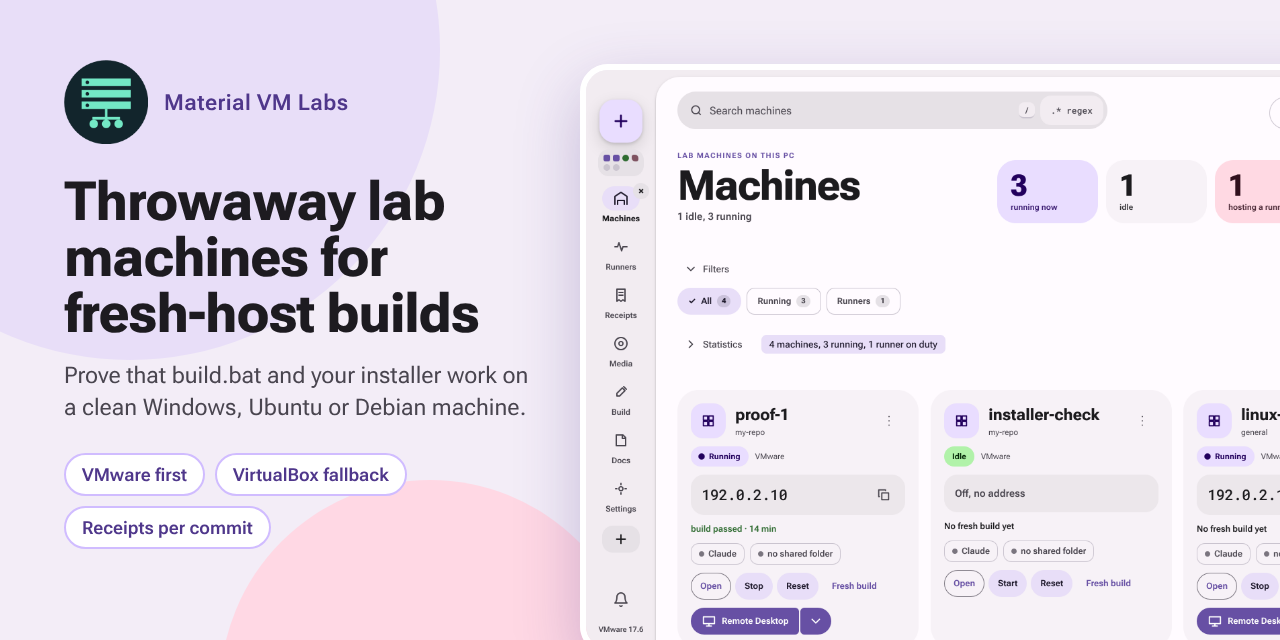 Material VM Labs
Throwaway lab
machines for
fresh-host builds
Prove that build.bat and your installer work on
a clean Windows, Ubuntu or Debian machine.
VMware first
VirtualBox fallback
Receipts per commit
Machines
Runners
Receipts
Media
Build
Docs
Settings
VMware 17.6
Search machines
/
.* regex
LAB MACHINES ON THIS PC
Machines
1 idle, 3 running
3
running now
1
idle
1
hosting a
Filters
All 4
Running 3
Runners 1
Statistics
4 machines, 3 running, 1 runner on duty
proof-1
my-repo
Running
VMware
192.0.2.10
build passed · 14 min
Claude
no shared folder
Open
Stop
Reset
Fresh build
Remote Desktop
installer-check
my-repo
Idle
VMware
Off, no address
No fresh build yet
Claude
no shared folder
Open
Start
Reset
Fresh build
linux-
general
Running
192.0.2.
No fresh build yet
Claude
Open
Stop
Remote